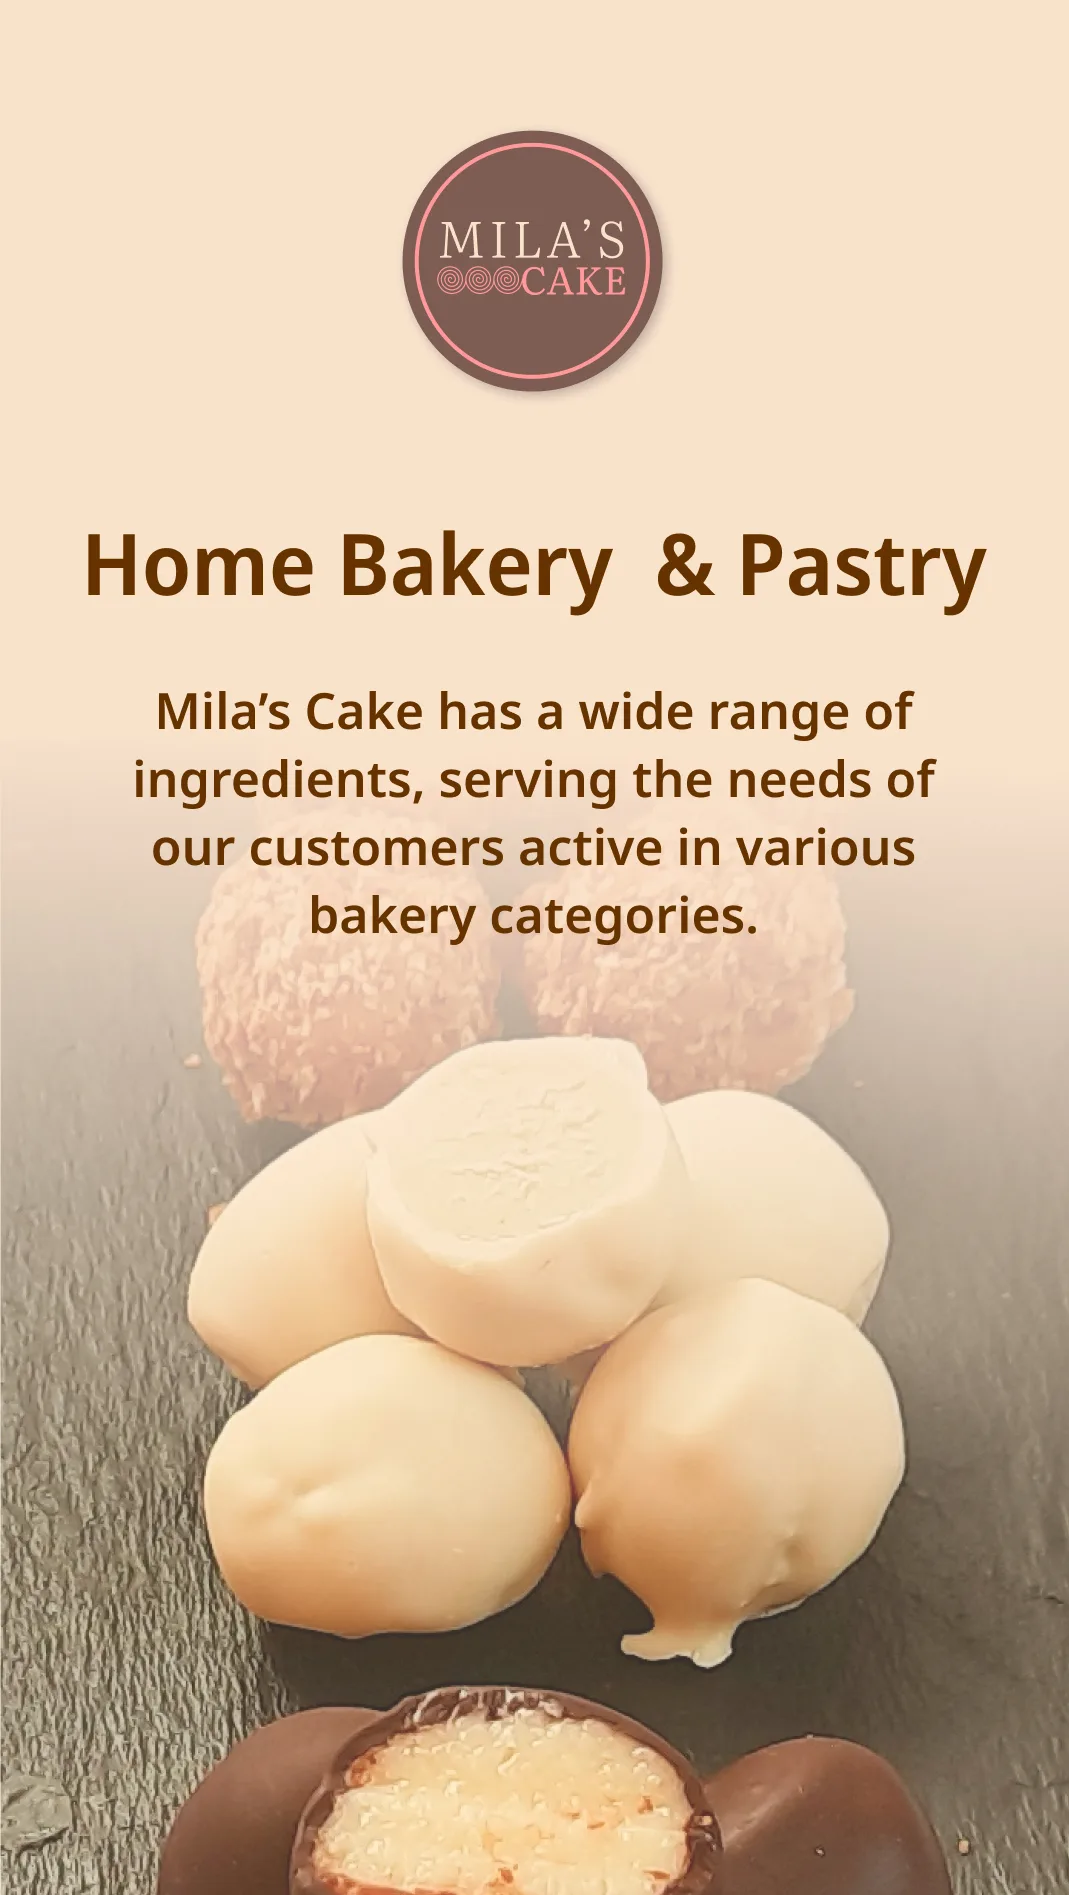 MILA’S
CAKE
Home Bakery  & Pastry
Mila’s Cake has a wide range of
ingredients, serving the needs of
our customers active in various
bakery categories.